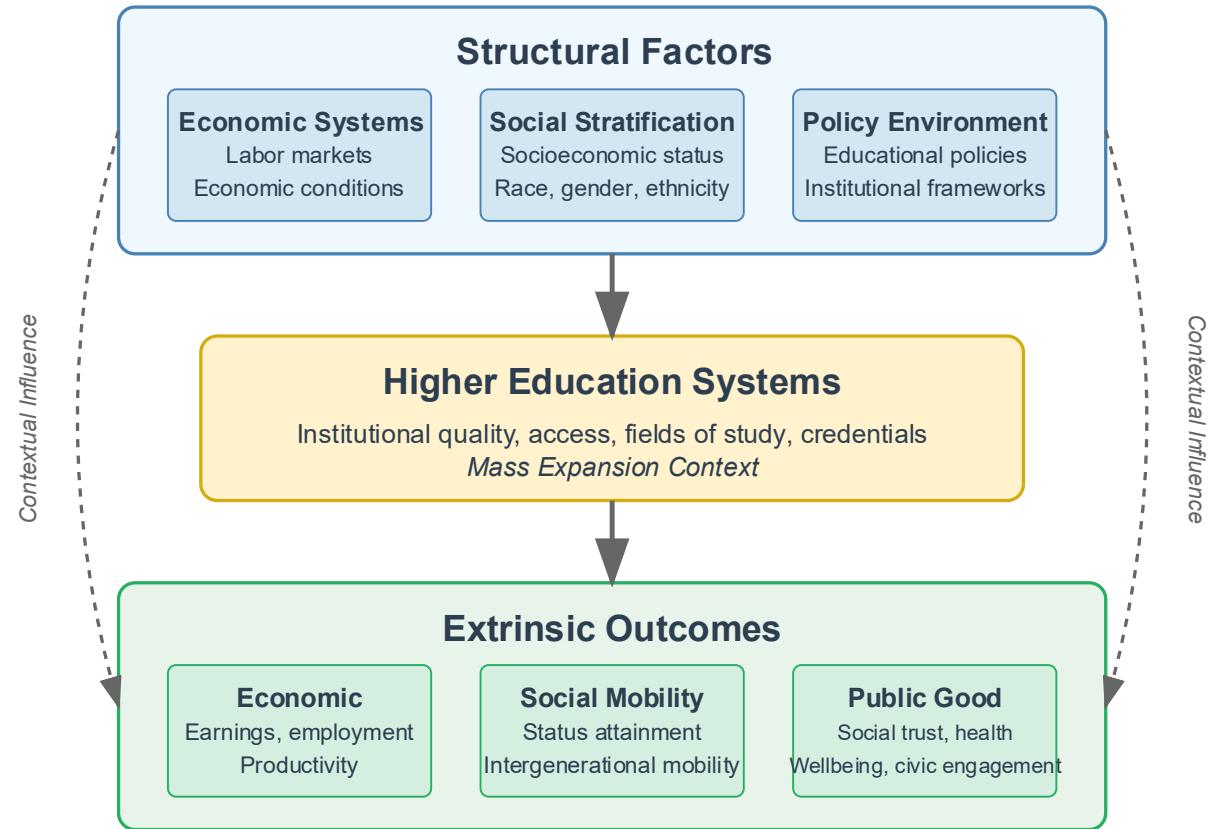 Structural Factors
Economic Systems
Labor markets
Economic conditions
Social Stratification
Socioeconomic status
Race, gender, ethnicity
Policy Environment
Educational policies
Institutional frameworks
Contextual Influence
Contextual Influence
Higher Education Systems
Institutional quality, access, fields of study, credentials
Mass Expansion Context
Extrinsic Outcomes
Economic
Earnings, employment
Productivity
Social Mobility
Status attainment
Intergenerational mobility
Public Good
Social trust, health
Wellbeing, civic engagement